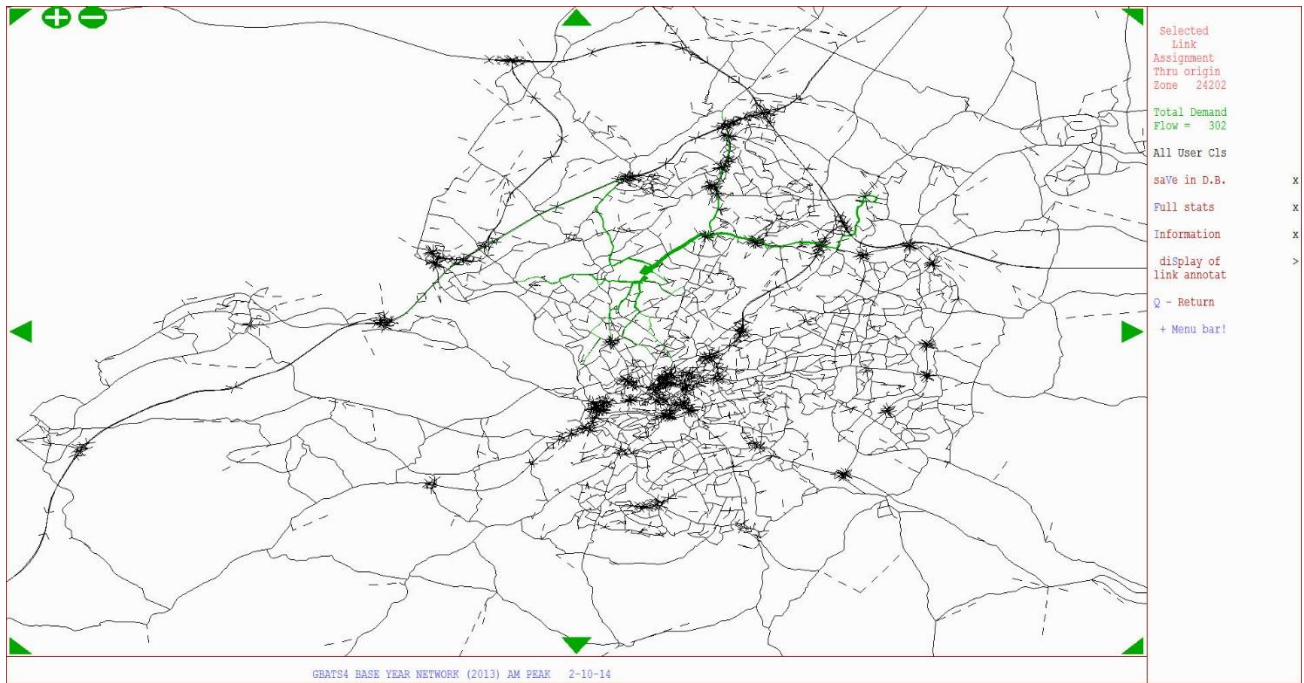 Selected
Link
Assignment
Thru origin
Zone 24202
Total Demand
Flow = 302
All User Cls
saVe in D.B. x
Full stats x
Information x
diSplay of >
link annotat
Q - Return
+ Menu bar!
GBATS4 BASE YEAR NETWORK (2013) AM PEAK 2-10-14